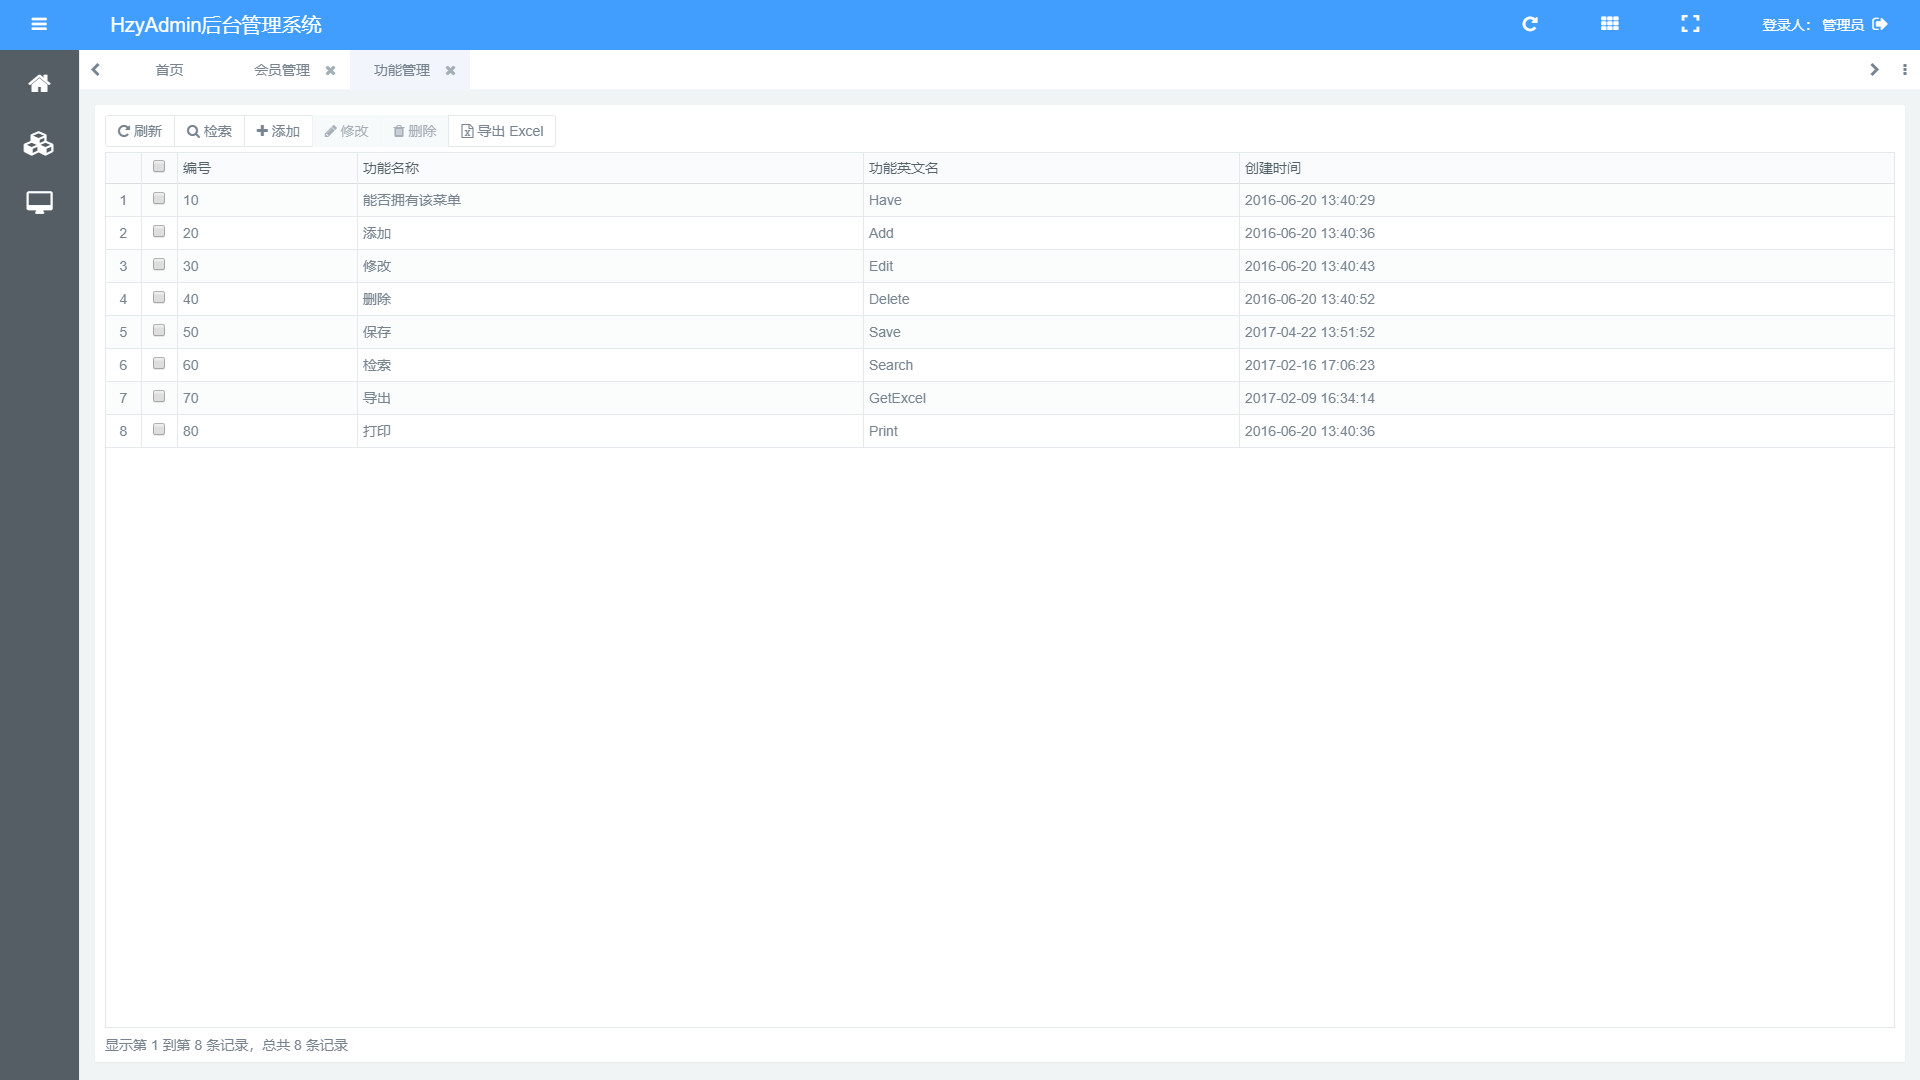 HzyAdmin后台管理系统 登录人： 管理员
首页 会员管理 功能管理
刷新 检索 添加 修改 删除 导出 Excel
编号 功能名称 功能英文名 创建时间
1 10 能否拥有该菜单 Have 2016-06-20 13:40:29
2 20 添加 Add 2016-06-20 13:40:36
3 30 修改 Edit 2016-06-20 13:40:43
4 40 删除 Delete 2016-06-20 13:40:52
5 50 保存 Save 2017-04-22 13:51:52
6 60 检索 Search 2017-02-16 17:06:23
7 70 导出 GetExcel 2017-02-09 16:34:14
8 80 打印 Print 2016-06-20 13:40:36
显示第 1 到第 8 条记录，总共 8 条记录